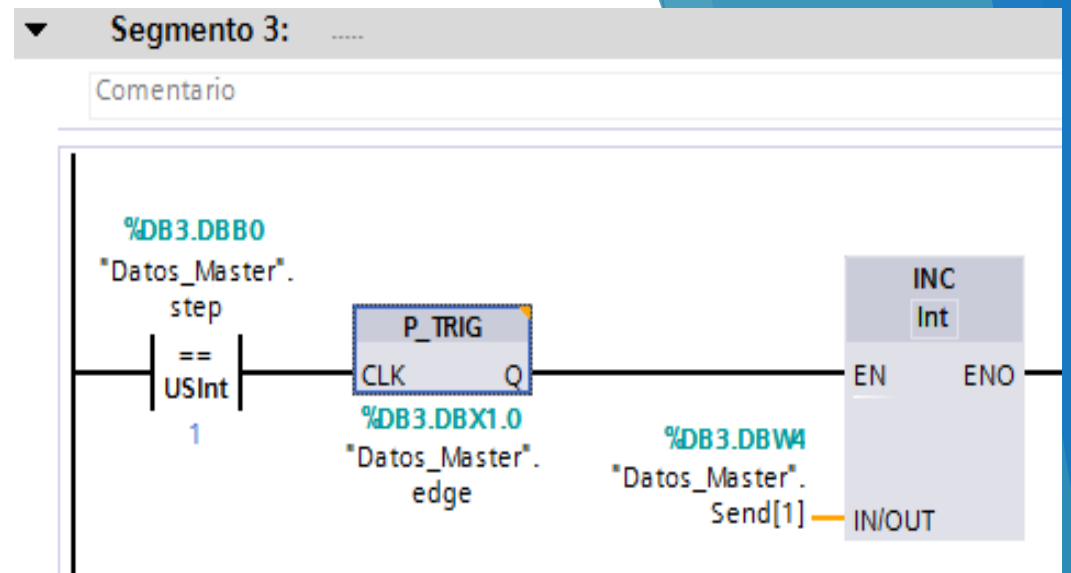 Segmento 3: .....
Comentario
%DB3.DBB0
"Datos_Master".
step
==
USInt
1
P_TRIG
CLK Q
%DB3.DBX1.0
"Datos_Master".
edge
INC
Int
EN ENO
%DB3.DBW4
"Datos_Master".
Send[1]
IN/OUT